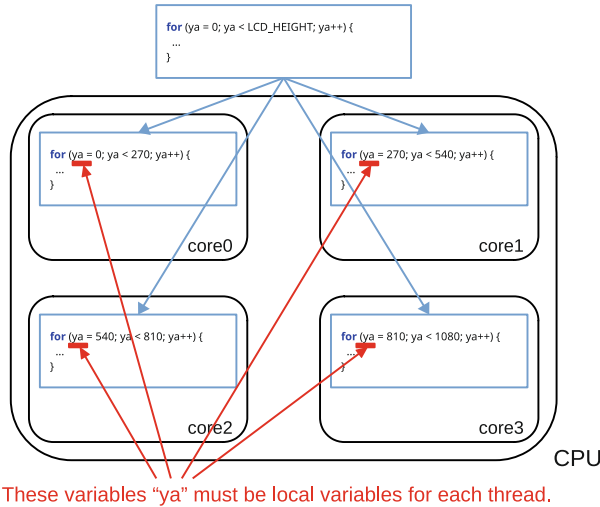 for (ya = 0; ya < LCD_HEIGHT; ya++) {
...
}
for (ya = 0; ya < 270; ya++) {
...
}
core0
for (ya = 270; ya < 540; ya++) {
...
}
core1
for (ya = 540; ya < 810; ya++) {
...
}
core2
for (ya = 810; ya < 1080; ya++) {
...
}
core3
CPU
These variables “ya” must be local variables for each thread.